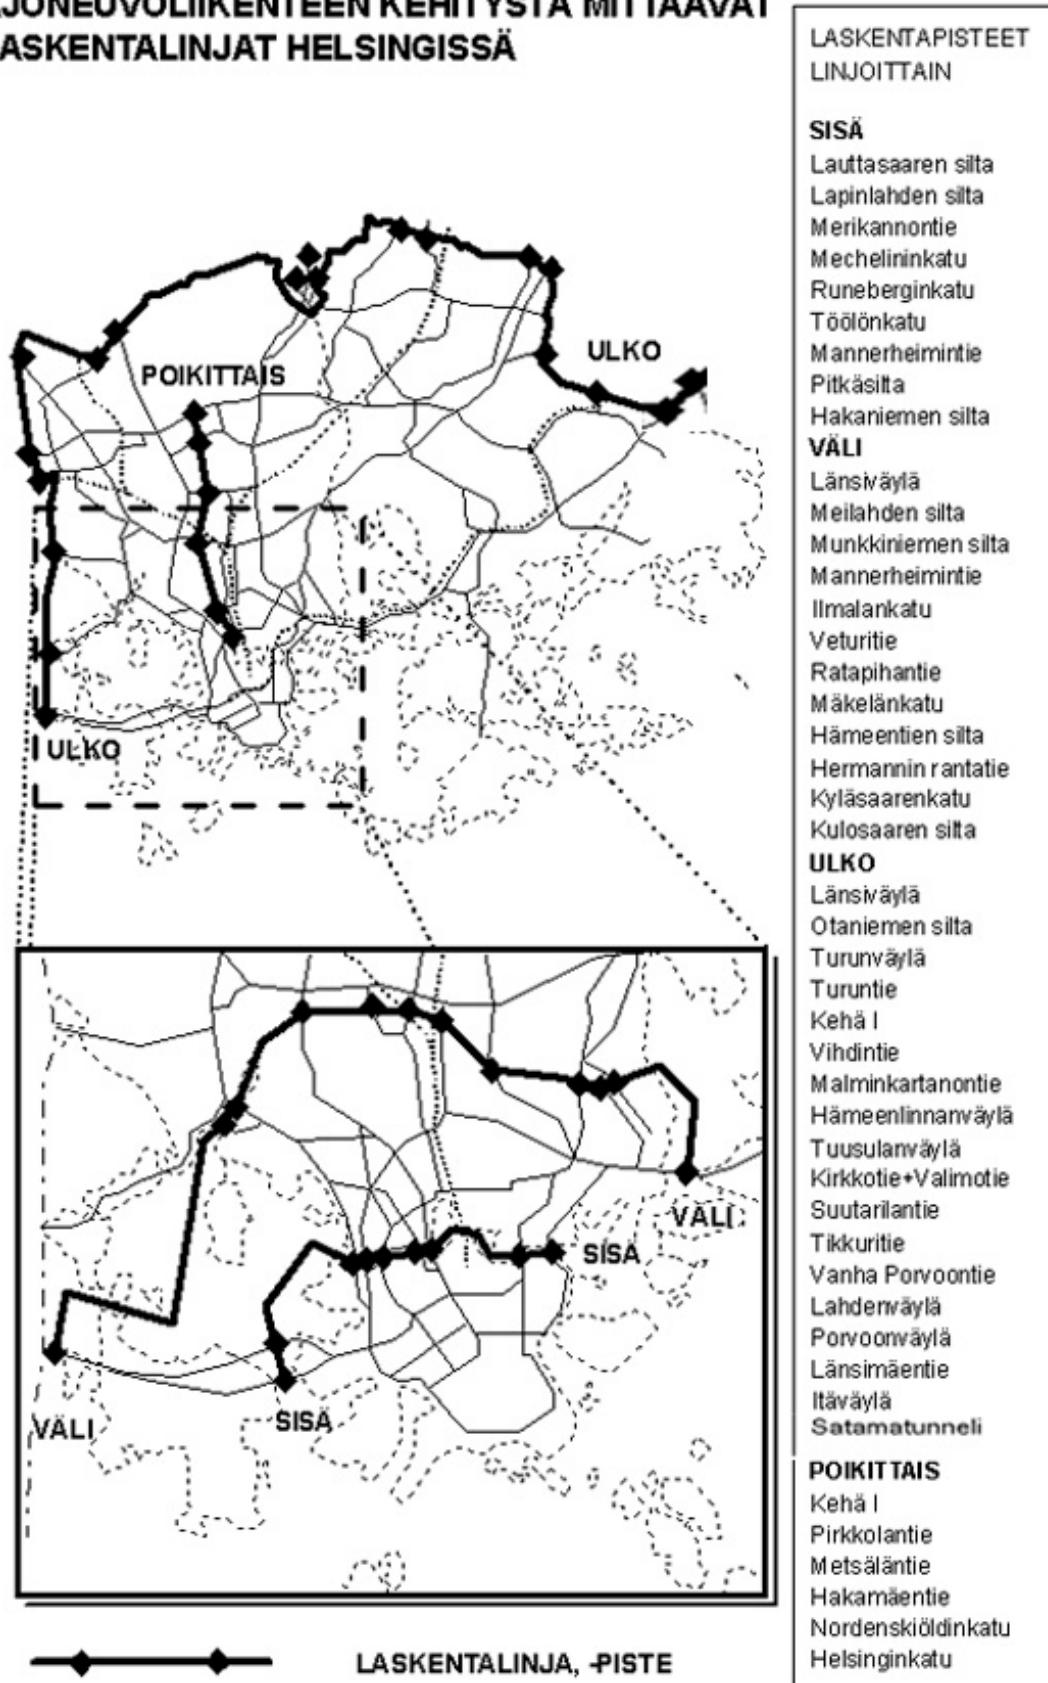 AJONEUVOLIIKENTEEN KEHITYSTÄ MITTAAVAT
LASKENTALINJAT HELSINGISSÄ
POIKITTAIS
ULKO
ULKO
VÄLI
SISÄ
VÄLI
SISÄ
LASKENTALINJA, -PISTE
LASKENTAPISTEET
LINJOITTAIN
SISÄ
Lauttasaaren silta
Lapinlahden silta
Merikannontie
Mechelininkatu
Runeberginkatu
Töölönkatu
Mannerheimintie
Pitkäsilta
Hakaniemen silta
VÄLI
Länsiväylä
Meilahden silta
Munkkiniemen silta
Mannerheimintie
Ilmalankatu
Veturitie
Ratapihantie
Mäkelänkatu
Hämeentien silta
Hermannin rantatie
Kyläsaarenkatu
Kulosaaren silta
ULKO
Länsiväylä
Otaniemen silta
Turunväylä
Turuntie
Kehä I
Vihdintie
Malminkartanontie
Hämeenlinnanväylä
Tuusulanväylä
Kirkkotie+Valimotie
Suutarilantie
Tikkuritie
Vanha Porvoontie
Lahdenväylä
Porvoonväylä
Länsimäentie
Itäväylä
Satamatunneli
POIKITTAIS
Kehä I
Pirkkolantie
Metsäläntie
Hakamäentie
Nordenskiöldinkatu
Helsinginkatu